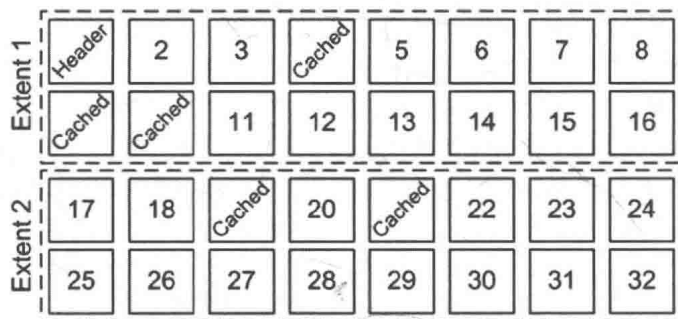 Extent 1
Header 2 3 Cached 5 6 7 8
Cached Cached 11 12 13 14 15 16
Extent 2
17 18 Cached 20 Cached 22 23 24
25 26 27 28 29 30 31 32